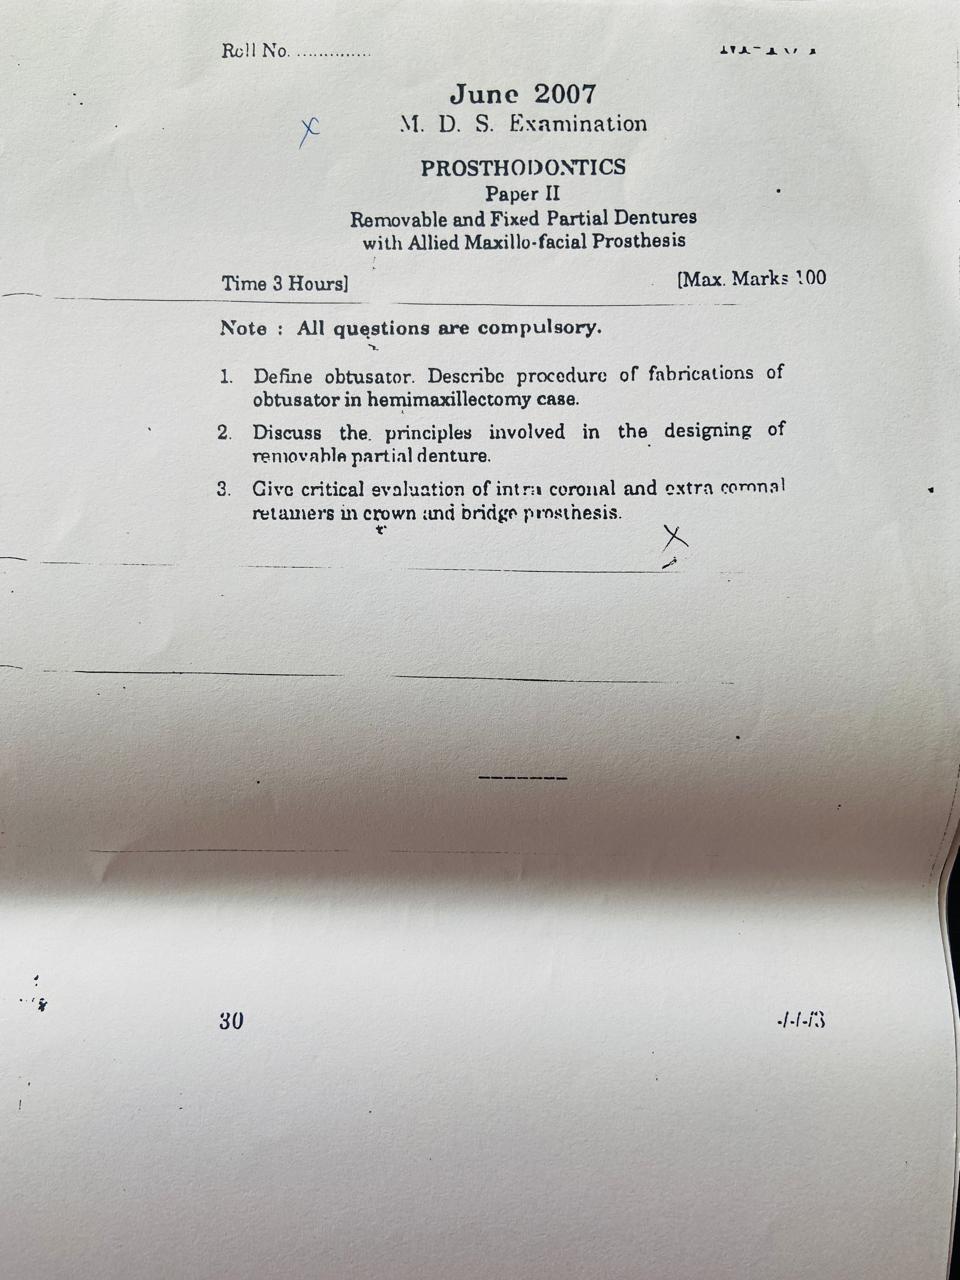 Roll No. ..............
June 2007
M. D. S. Examination
PROSTHODONTICS
Paper II
Removable and Fixed Partial Dentures
with Allied Maxillo-facial Prosthesis
Time 3 Hours] [Max. Marks 100
Note : All questions are compulsory.
1. Define obtusator. Describe procedure of fabrications of
obtusator in hemimaxillectomy case.
2. Discuss the principles involved in the designing of
removable partial denture.
3. Give critical evaluation of intra coronal and extra coronal
retainers in crown and bridge prosthesis.
30